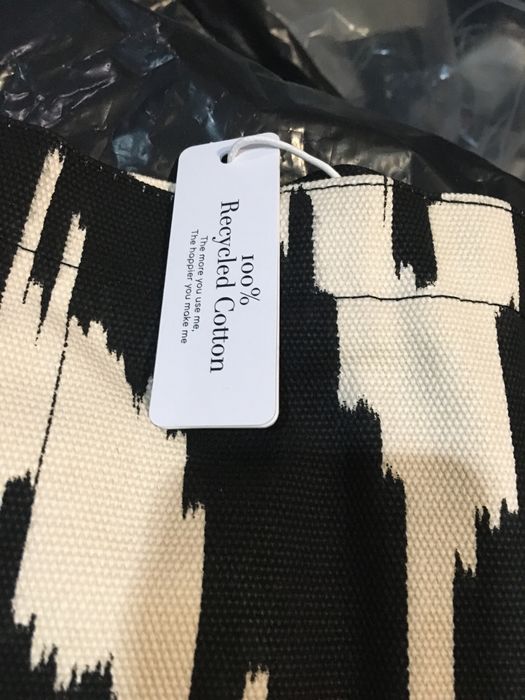 100%
Recycled Cotton
The more you use me,
The happier you make me